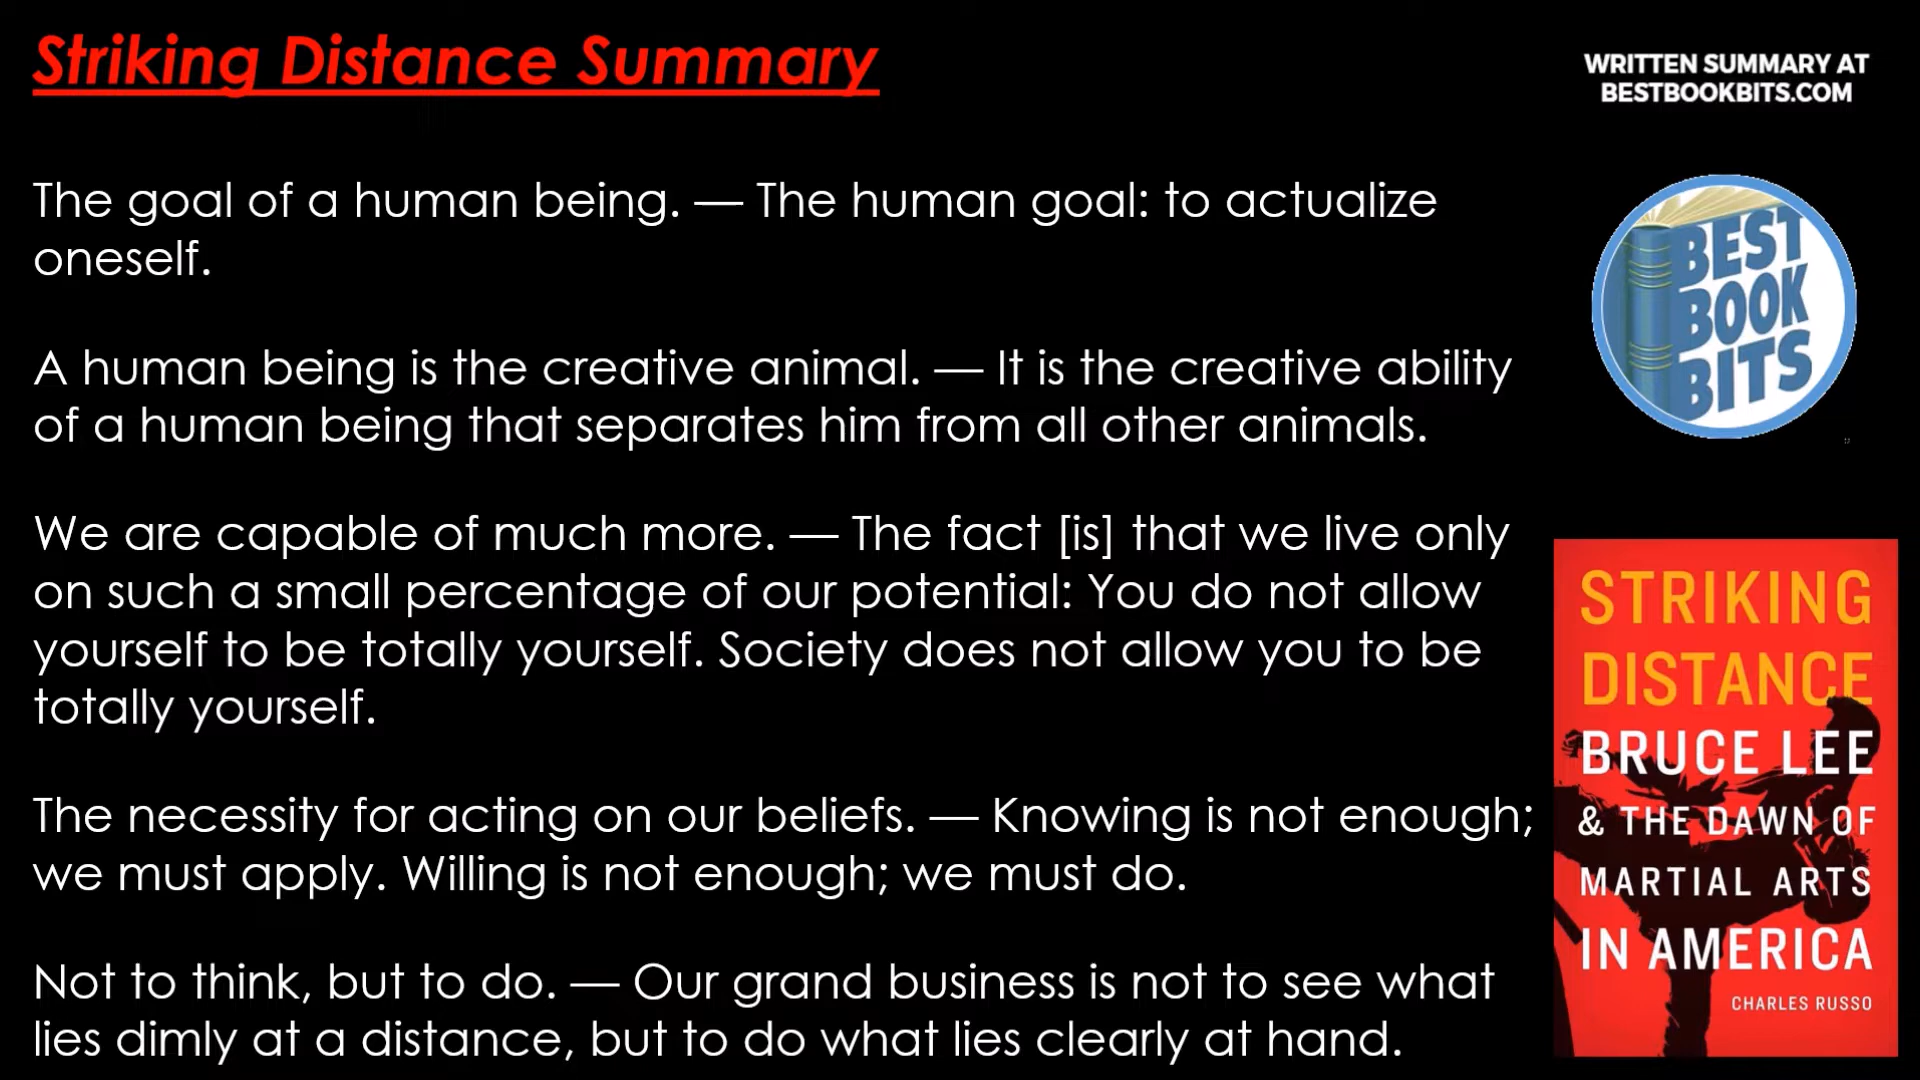 Striking Distance Summary
WRITTEN SUMMARY AT
BESTBOOKBITS.COM
The goal of a human being. — The human goal: to actualize
oneself.
A human being is the creative animal. — It is the creative ability
of a human being that separates him from all other animals.
We are capable of much more. — The fact [is] that we live only
on such a small percentage of our potential: You do not allow
yourself to be totally yourself. Society does not allow you to be
totally yourself.
The necessity for acting on our beliefs. — Knowing is not enough;
we must apply. Willing is not enough; we must do.
Not to think, but to do. — Our grand business is not to see what
lies dimly at a distance, but to do what lies clearly at hand.
BEST
BOOK
BITS
STRIKING
DISTANCE
BRUCE LEE
& THE DAWN OF
MARTIAL ARTS
IN AMERICA
CHARLES RUSSO